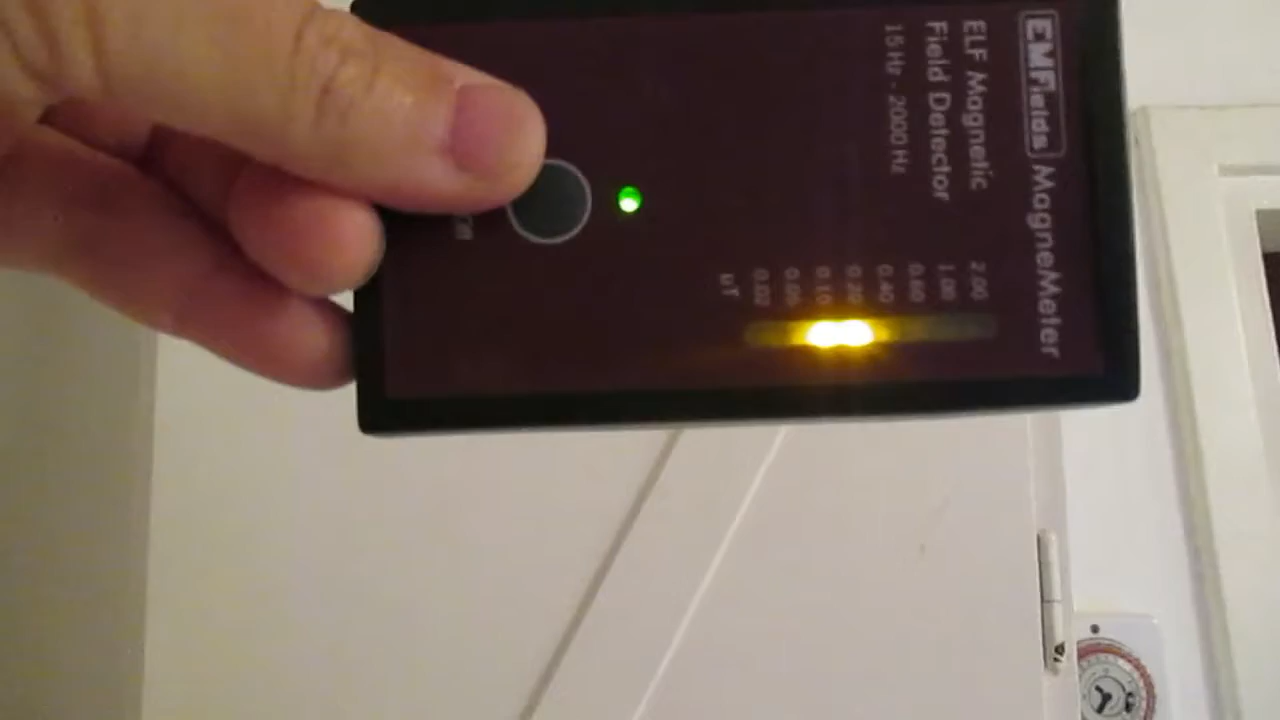 EMFields MagneMeter
ELF Magnetic
Field Detector
15 Hz - 2000 Hz
2.00
1.00
0.60
0.40
0.20
0.10
0.05
0.02
µT